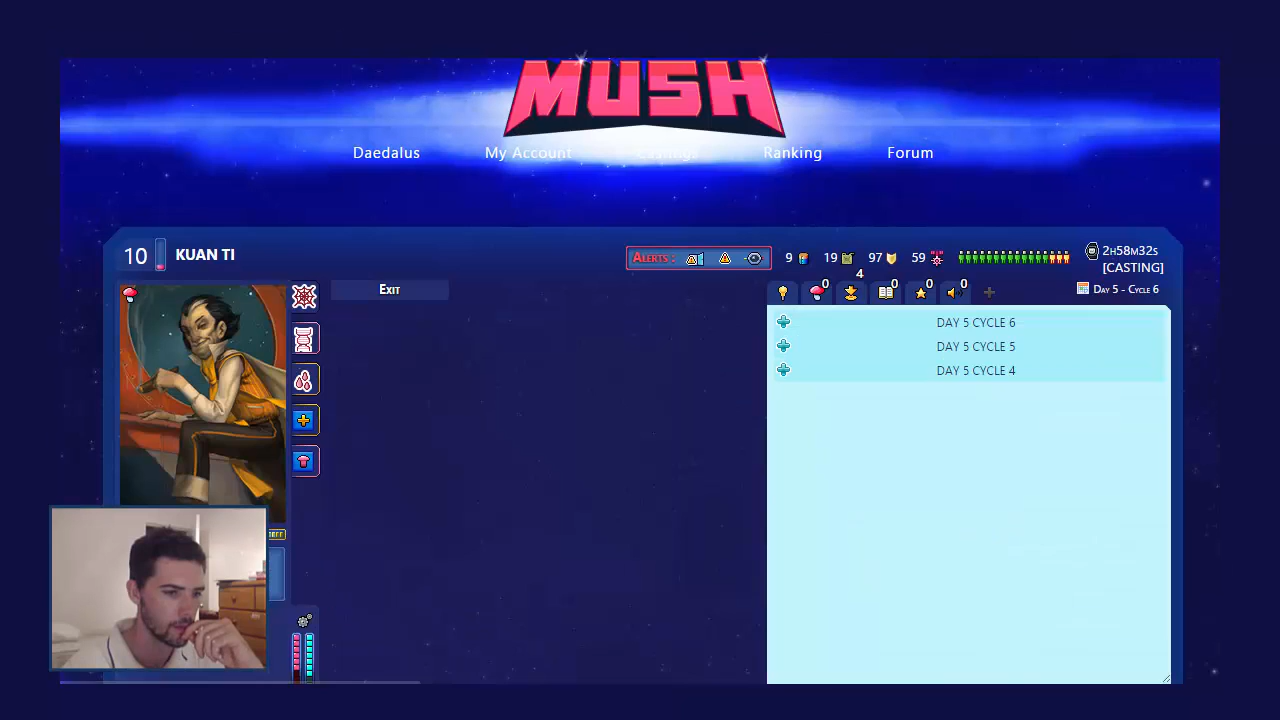 MUSH
Daedalus My Account Castings Ranking Forum
10 KUAN TI
ALERTS : 9 19 97 59 2H58M32S
[CASTING]
EXIT
0 4 0 0 0
DAY 5 - CYCLE 6
DAY 5 CYCLE 6
DAY 5 CYCLE 5
DAY 5 CYCLE 4